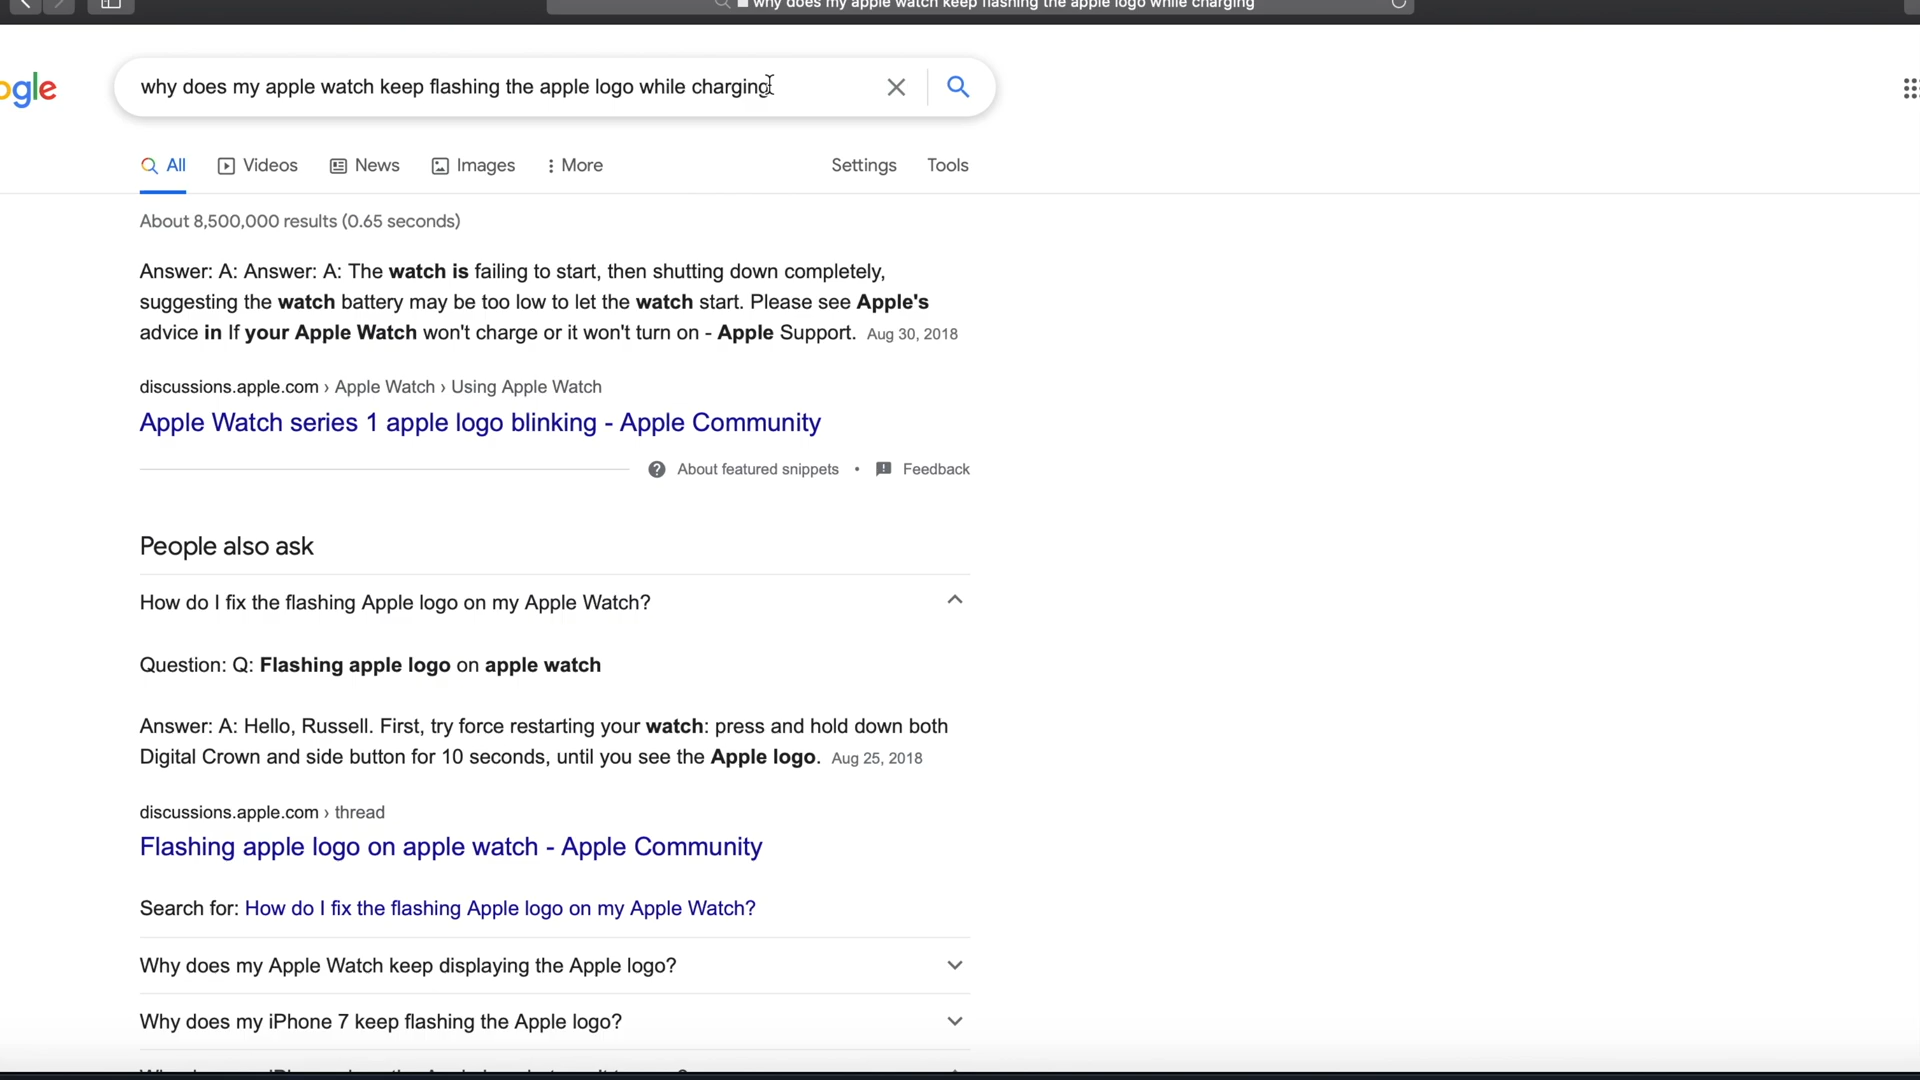 why does my apple watch keep flashing the apple logo while charging
ogle
why does my apple watch keep flashing the apple logo while charging
All Videos News Images More Settings Tools
About 8,500,000 results (0.65 seconds)
Answer: A: Answer: A: The watch is failing to start, then shutting down completely,
suggesting the watch battery may be too low to let the watch start. Please see Apple's
advice in If your Apple Watch won't charge or it won't turn on - Apple Support. Aug 30, 2018
discussions.apple.com › Apple Watch › Using Apple Watch
Apple Watch series 1 apple logo blinking - Apple Community
About featured snippets • Feedback
People also ask
How do I fix the flashing Apple logo on my Apple Watch?
Question: Q: Flashing apple logo on apple watch
Answer: A: Hello, Russell. First, try force restarting your watch: press and hold down both
Digital Crown and side button for 10 seconds, until you see the Apple logo. Aug 25, 2018
discussions.apple.com › thread
Flashing apple logo on apple watch - Apple Community
Search for: How do I fix the flashing Apple logo on my Apple Watch?
Why does my Apple Watch keep displaying the Apple logo?
Why does my iPhone 7 keep flashing the Apple logo?